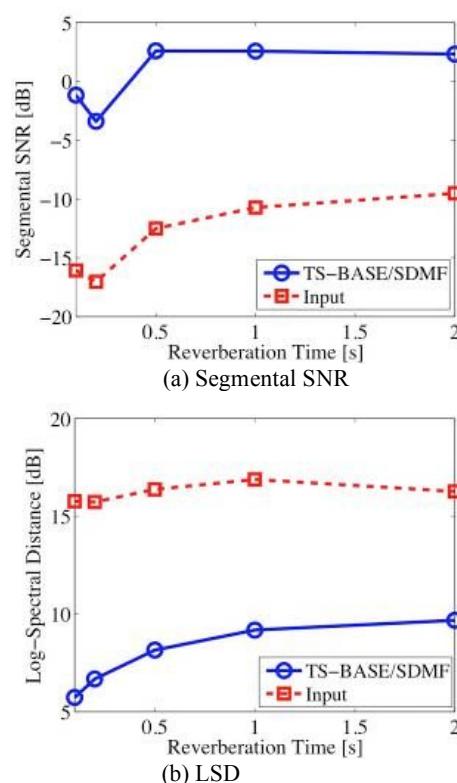 5
0
−5
−10
−15
−20
Segmental SNR [dB]
TS−BASE/SDMF
Input
0.5 1 1.5 2
Reverberation Time [s]
(a) Segmental SNR
20
15
10
5
Log−Spectral Distance [dB]
TS−BASE/SDMF
Input
0.5 1 1.5 2
Reverberation Time [s]
(b) LSD